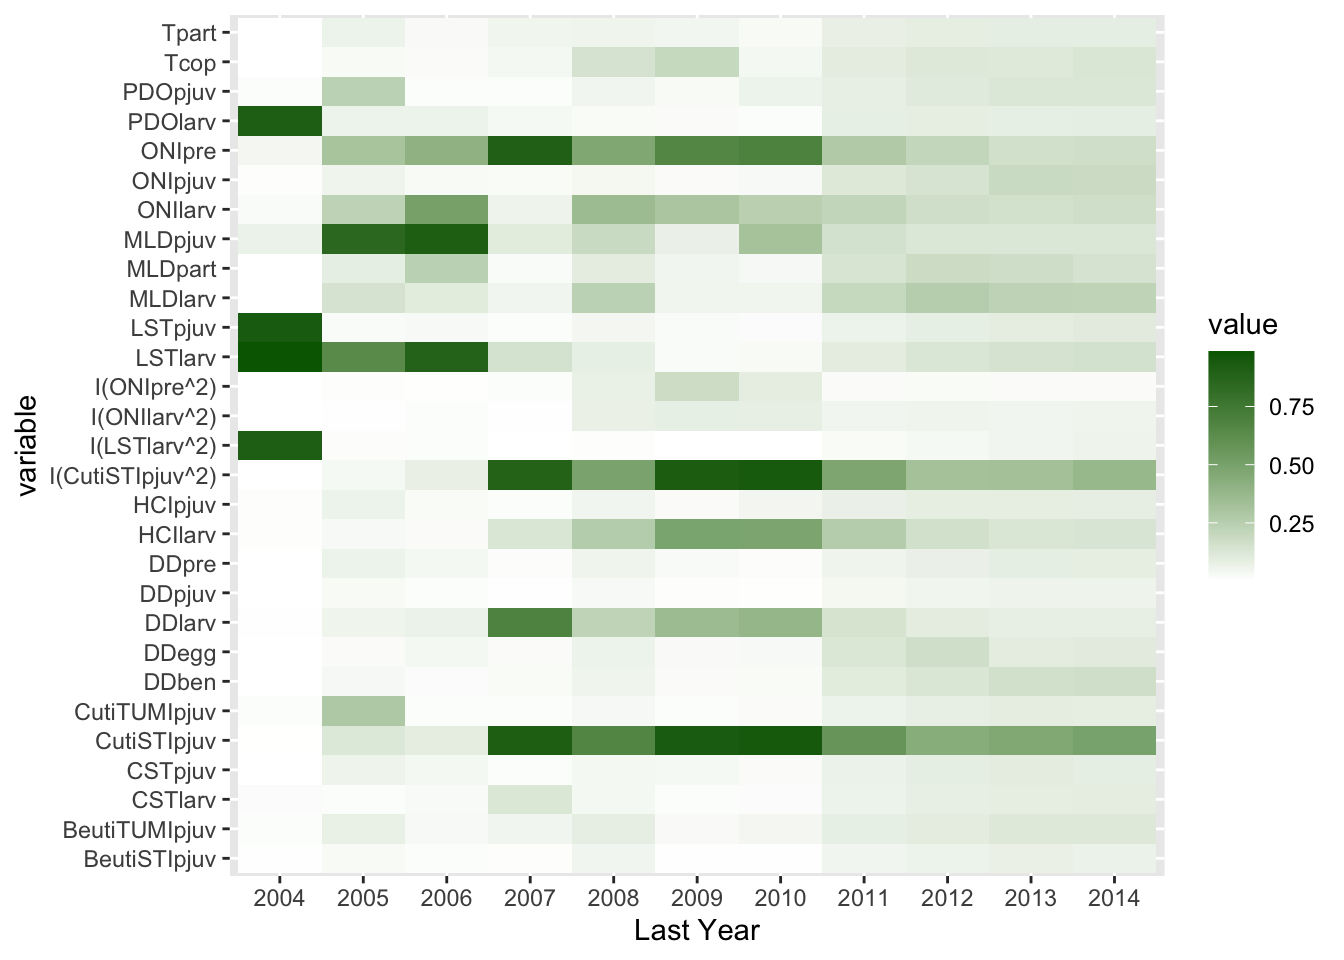 Tpart
Tcop
PDOpjuv
PDOlarv
ONIpre
ONIpjuv
ONIlarv
MLDpjuv
MLDpart
MLDlarv
LSTpjuv
LSTlarv
I(ONIpre^2)
I(ONIlarv^2)
I(LSTlarv^2)
I(CutiSTIpjuv^2)
HCIpjuv
HCIlarv
DDpre
DDpjuv
DDlarv
DDegg
DDben
CutiTUMIpjuv
CutiSTIpjuv
CSTpjuv
CSTlarv
BeutiTUMIpjuv
BeutiSTIpjuv
variable
2004 2005 2006 2007 2008 2009 2010 2011 2012 2013 2014
Last Year
value
0.75
0.50
0.25